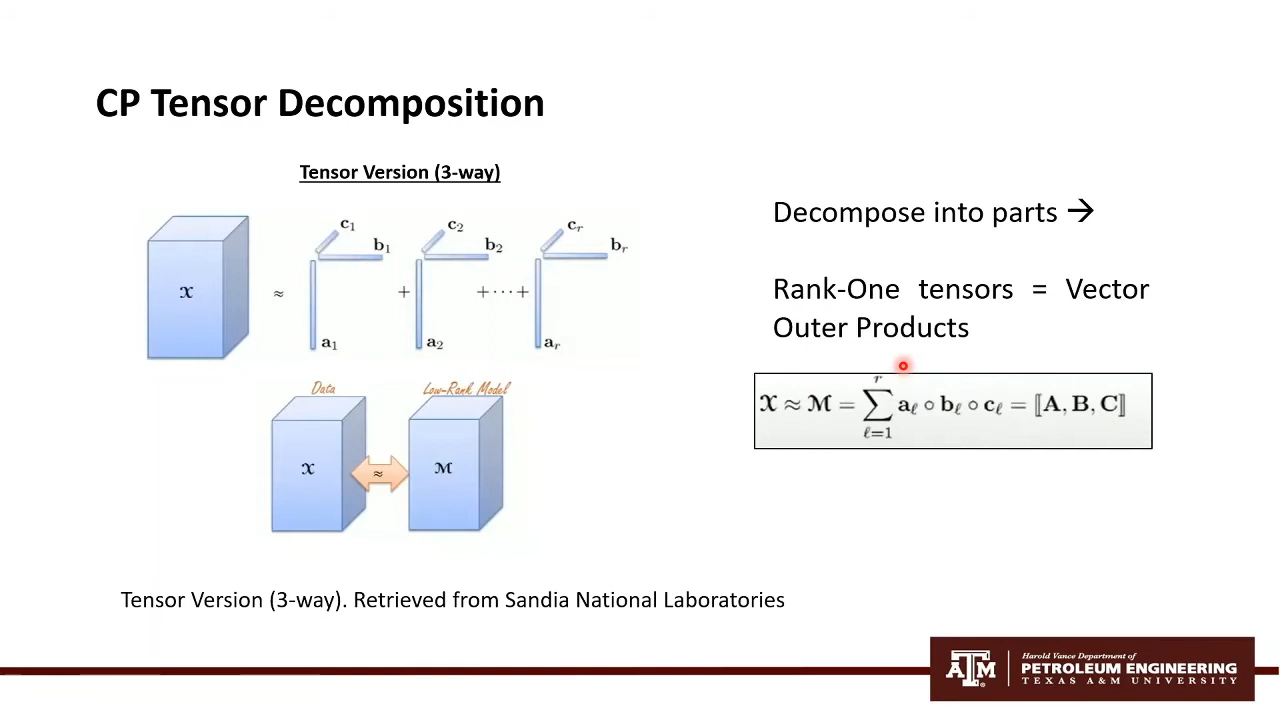 CP Tensor Decomposition
Tensor Version (3-way)
𝓧 ≈ a₁ b₁ c₁ + a₂ b₂ c₂ + ··· + aᵣ bᵣ cᵣ
Data
Low-Rank Model
𝓧 ≈ 𝓜
Decompose into parts →
Rank-One tensors = Vector
Outer Products
𝓧 ≈ 𝓜 = ∑ᵣℓ=1 aℓ ∘ bℓ ∘ cℓ = ⟦A, B, C⟧
Tensor Version (3-way). Retrieved from Sandia National Laboratories
ATM
Harold Vance Department of
PETROLEUM ENGINEERING
TEXAS A&M UNIVERSITY